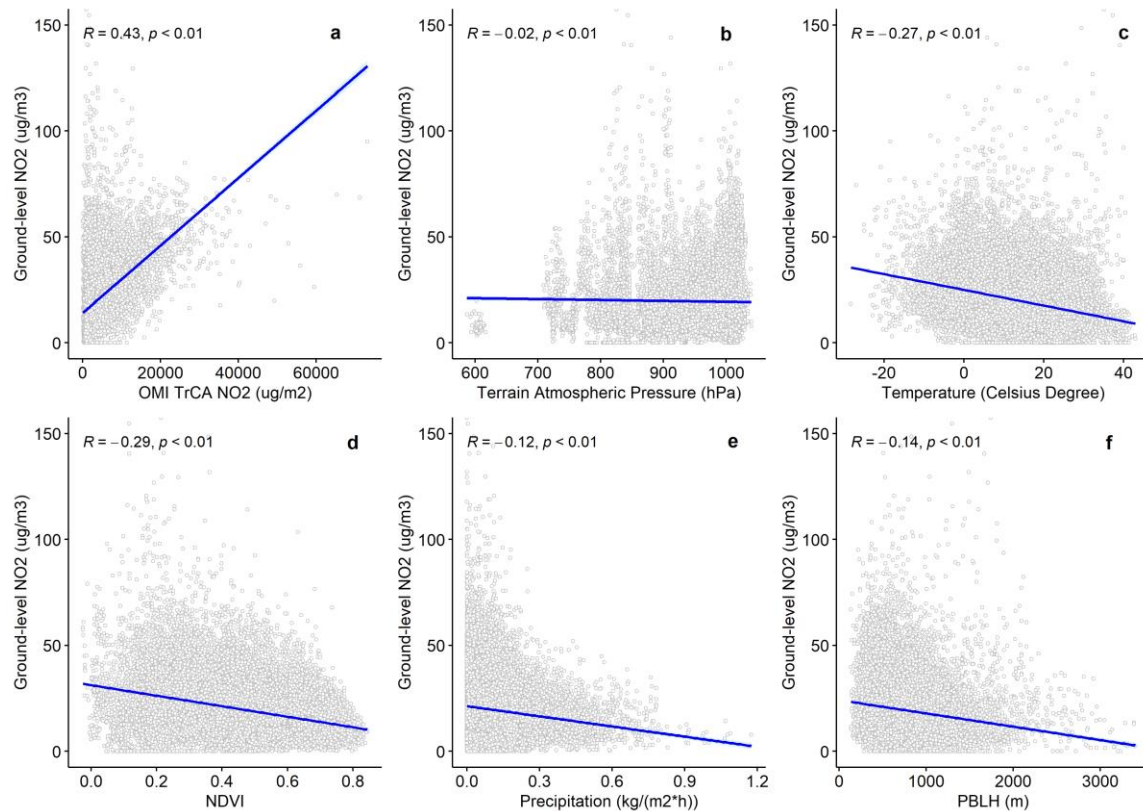 R = 0.43, p < 0.01
a
150
100
50
0
Ground-level NO2 (ug/m3)
0 20000 40000 60000
OMI TrCA NO2 (ug/m2)
R = −0.02, p < 0.01
b
150
100
50
0
Ground-level NO2 (ug/m3)
600 700 800 900 1000
Terrain Atmospheric Pressure (hPa)
R = −0.27, p < 0.01
c
150
100
50
0
Ground-level NO2 (ug/m3)
-20 0 20 40
Temperature (Celsius Degree)
R = −0.29, p < 0.01
d
150
100
50
0
Ground-level NO2 (ug/m3)
0.0 0.2 0.4 0.6 0.8
NDVI
R = −0.12, p < 0.01
e
150
100
50
0
Ground-level NO2 (ug/m3)
0.0 0.3 0.6 0.9 1.2
Precipitation (kg/(m2*h))
R = −0.14, p < 0.01
f
150
100
50
0
Ground-level NO2 (ug/m3)
0 1000 2000 3000
PBLH (m)